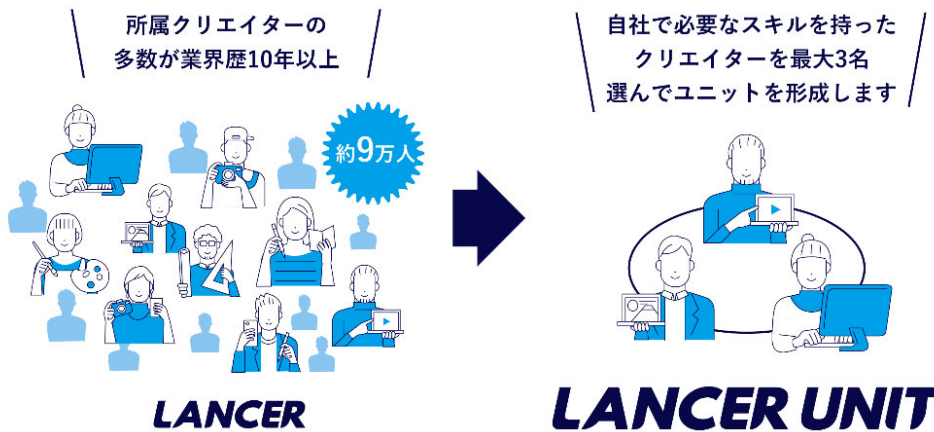 所属クリエイターの
多数が業界歴10年以上
約9万人
LANCER
自社で必要なスキルを持った
クリエイターを最大3名
選んでユニットを形成します
LANCER UNIT